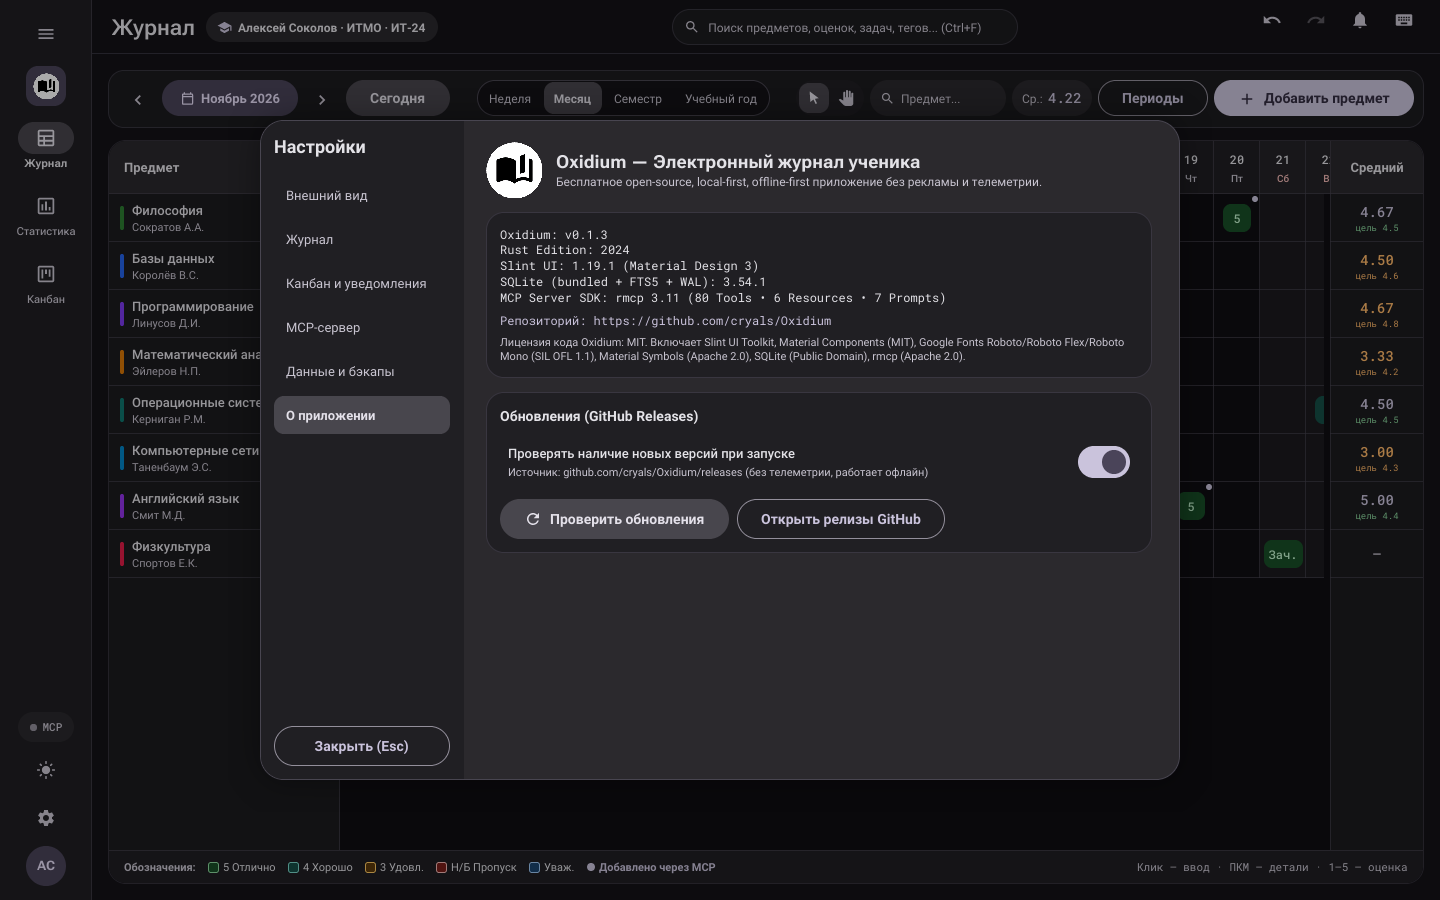 Журнал
Алексей Соколов · ИТМО · ИТ-24
Поиск предметов, оценок, задач, тегов... (Ctrl+F)
Ноябрь 2026
Сегодня
Неделя
Месяц
Семестр
Учебный год
Предмет...
Ср.: 4.22
Периоды
Добавить предмет
Журнал
Статистика
Канбан
MCP
АС
Предмет
19
Чт
20
Пт
21
Сб
2
В
Средний
Философия
Сократов А.А.
5
4.67
цель 4.5
Базы данных
Королёв В.С.
4.50
цель 4.6
Программирование
Линусов Д.И.
4.67
цель 4.8
Математический ана
Эйлеров Н.П.
3.33
цель 4.2
Операционные систе
Керниган Р.М.
4.50
цель 4.5
Компьютерные сети
Таненбаум Э.С.
3.00
цель 4.3
Английский язык
Смит М.Д.
5
5.00
цель 4.4
Физкультура
Спортов Е.К.
Зач.
—
Настройки
Внешний вид
Журнал
Канбан и уведомления
MCP-сервер
Данные и бэкапы
О приложении
Закрыть (Esc)
Oxidium — Электронный журнал ученика
Бесплатное open-source, local-first, offline-first приложение без рекламы и телеметрии.
Oxidium: v0.1.3
Rust Edition: 2024
Slint UI: 1.19.1 (Material Design 3)
SQLite (bundled + FTS5 + WAL): 3.54.1
MCP Server SDK: rmcp 3.11 (80 Tools • 6 Resources • 7 Prompts)
Репозиторий: https://github.com/cryals/Oxidium
Лицензия кода Oxidium: MIT. Включает Slint UI Toolkit, Material Components (MIT), Google Fonts Roboto/Roboto Flex/Roboto
Mono (SIL OFL 1.1), Material Symbols (Apache 2.0), SQLite (Public Domain), rmcp (Apache 2.0).
Обновления (GitHub Releases)
Проверять наличие новых версий при запуске
Источник: github.com/cryals/Oxidium/releases (без телеметрии, работает офлайн)
Проверить обновления
Открыть релизы GitHub
Обозначения:
5 Отлично
4 Хорошо
3 Удовл.
Н/Б Пропуск
Уваж.
Добавлено через MCP
Клик — ввод · ПКМ — детали · 1–5 — оценка